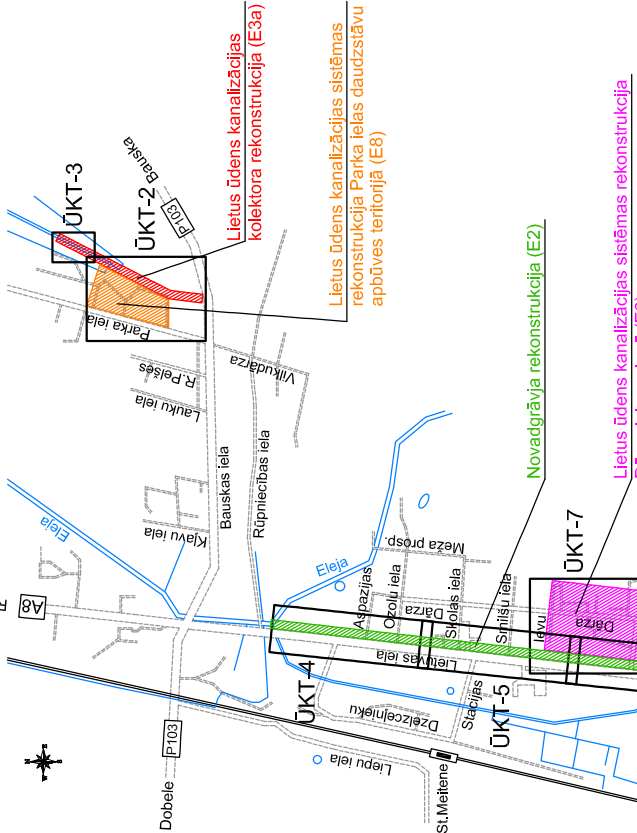 ŪKT-3
ŪKT-2
Bauska
P103
Lietus ūdens kanalizācijas
kolektora rekonstrukcija (E3a)
Lietus ūdens kanalizācijas sistēmas
rekonstrukcija Parka ielas daudzstāvu
apbūves teritorijā (E8)
Parka iela
R.Pelšes
Lauku iela
Vilkudārza
Bauskas iela
Rūpniecības iela
Kļavu iela
Eleja
A8
Eleja
Meža prosp.
Aspazijas
Ozolu iela
Dārza
Skolas iela
Smilšu iela
Ievu
Dārza
Novadgrāvja rekonstrukcija (E2)
Lietus ūdens kanalizācijas sistēmas rekonstrukcija
ŪKT-7
Lietuvas iela
ŪKT-4
ŪKT-5
Dzelzceļnieku
Stacijas
P103
Dobele
Liepu iela
St.Meitene